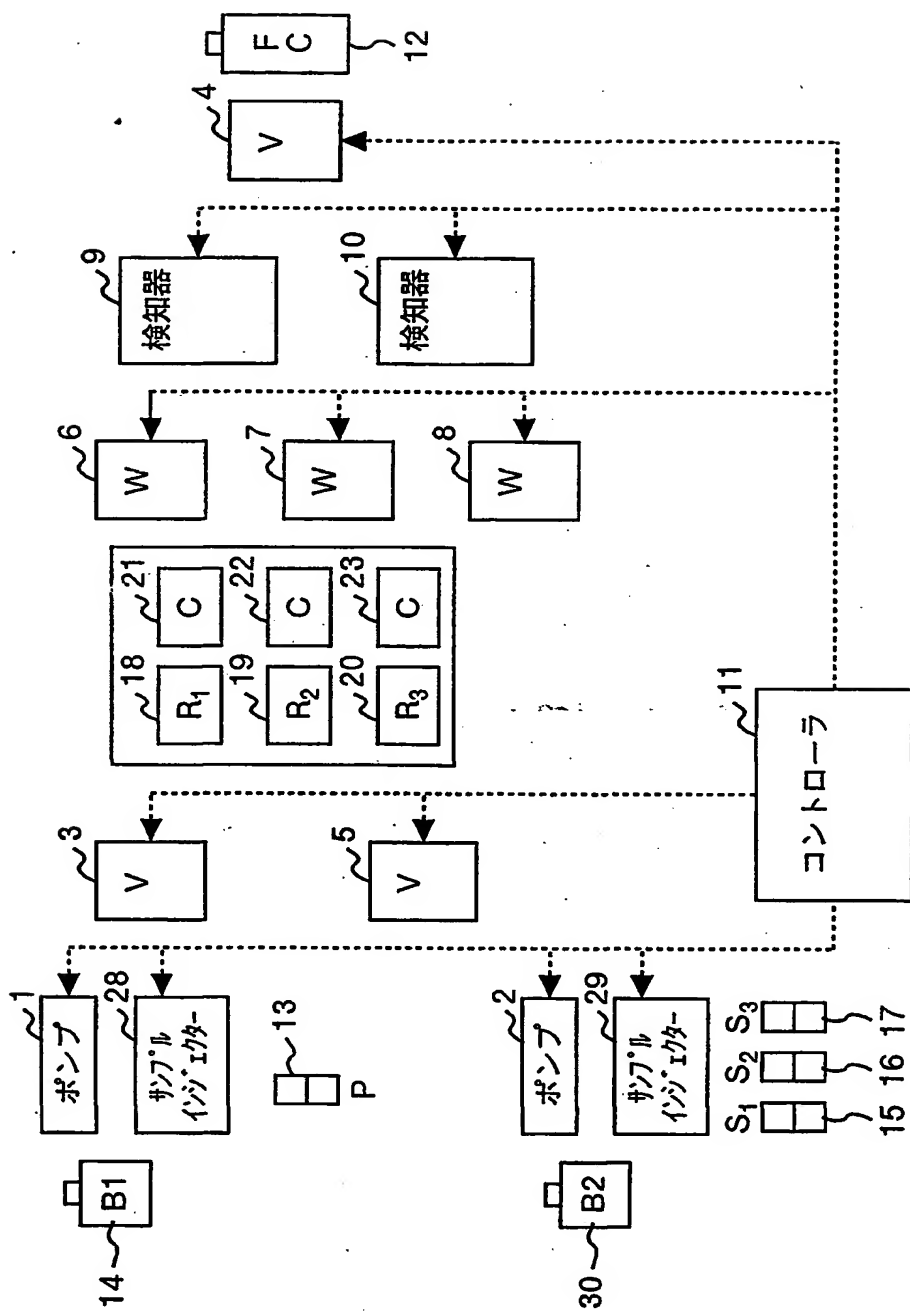 14
B1
1
ポンプ
28
サンプル
インジェクター
13
P
30
B2
2
ポンプ
29
サンプル
インジェクター
S1
S2
S3
15
16
17
3
V
5
V
11
コントローラ
18
R1
21
C
19
R2
22
C
20
R3
23
C
6
W
7
W
8
W
9
検知器
10
検知器
4
V
F
C
12